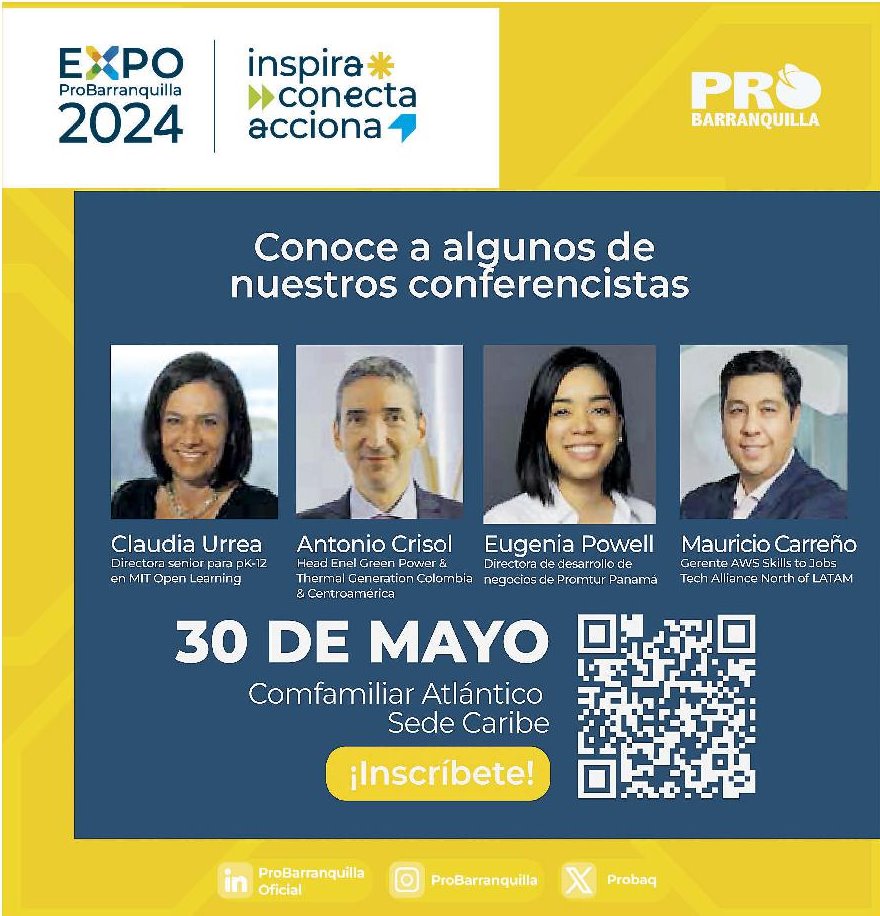 EXPO
ProBarranquilla
2024
inspira
conecta
acciona
PRO
BARRANQUILLA
Conoce a algunos de
nuestros conferencistas
Claudia Urrea
Directora senior para pK-12
en MIT Open Learning
Antonio Crisol
Head Enel Green Power &
Thermal Generation Colombia
& Centroamérica
Eugenia Powell
Directora de desarrollo de
negocios de Promtur Panamá
Mauricio Carreño
Gerente AWS Skills to Jobs
Tech Alliance North of LATAM
30 DE MAYO
Comfamiliar Atlántico
Sede Caribe
¡Inscríbete!
ProBarranquilla
Oficial
ProBarranquilla
Probaq